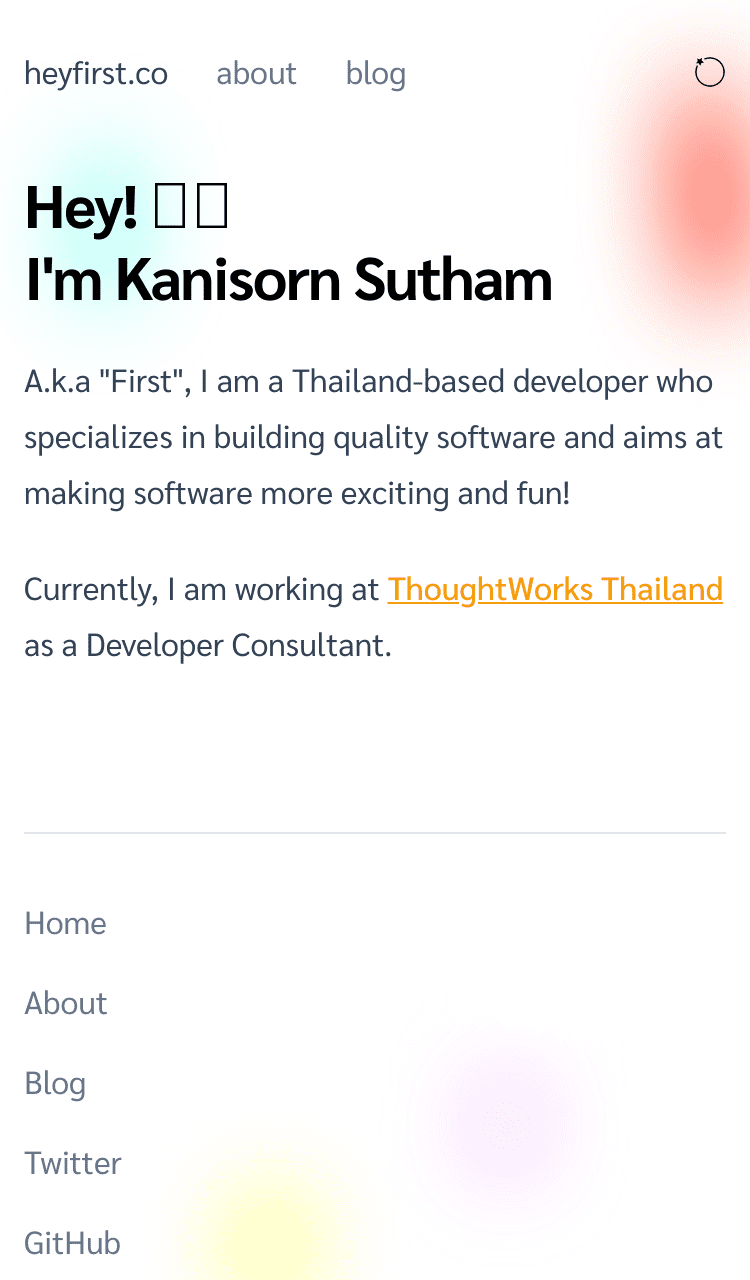 heyfirst.co about blog
Hey!
I'm Kanisorn Sutham
A.k.a "First", I am a Thailand-based developer who
specializes in building quality software and aims at
making software more exciting and fun!
Currently, I am working at ThoughtWorks Thailand
as a Developer Consultant.
Home
About
Blog
Twitter
GitHub